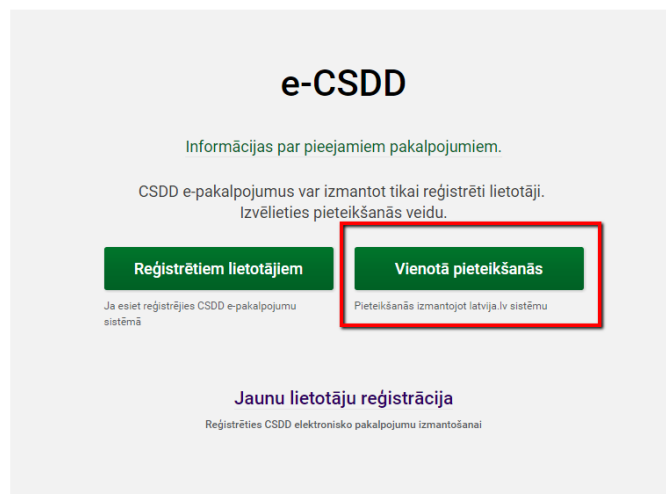 e-CSDD
Informācijas par pieejamiem pakalpojumiem.
CSDD e-pakalpojumus var izmantot tikai reģistrēti lietotāji.
Izvēlieties pieteikšanās veidu.
Reģistrētiem lietotājiem
Ja esiet reģistrējies CSDD e-pakalpojumu
sistēmā
Vienotā pieteikšanās
Pieteikšanās izmantojot latvija.lv sistēmu
Jaunu lietotāju reģistrācija
Reģistrēties CSDD elektronisko pakalpojumu izmantošanai